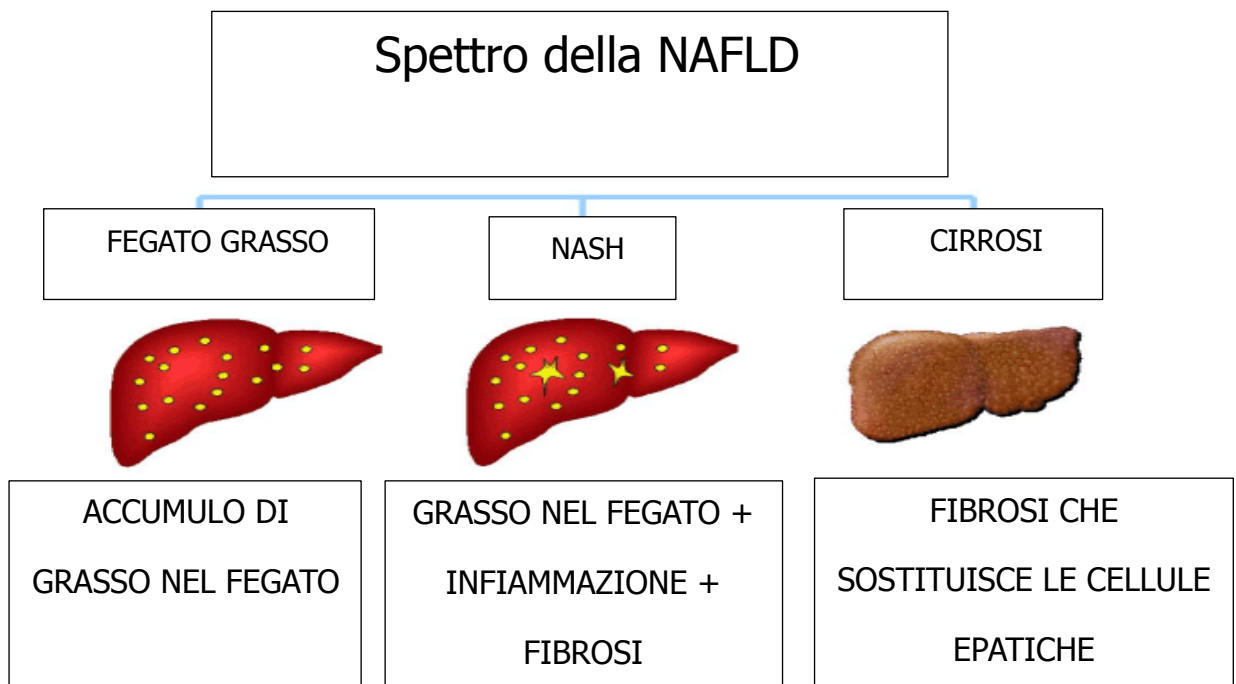 Spettro della NAFLD
FEGATO GRASSO
NASH
CIRROSI
ACCUMULO DI
GRASSO NEL FEGATO
GRASSO NEL FEGATO +
INFIAMMAZIONE +
FIBROSI
FIBROSI CHE
SOSTITUISCE LE CELLULE
EPATICHE